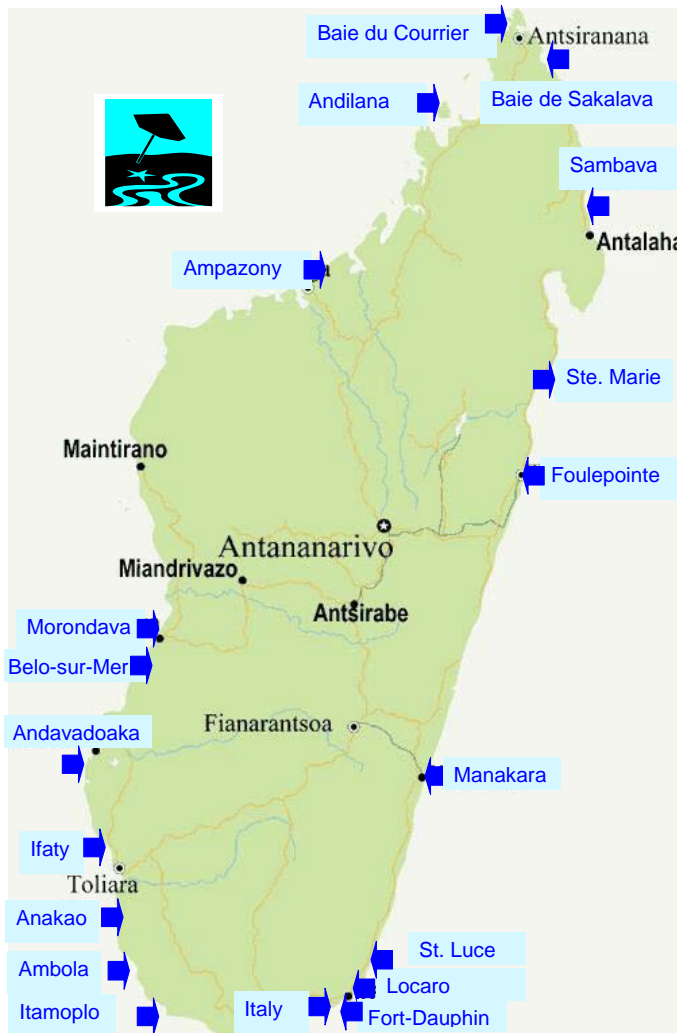 Baie du Courrier
Antsiranana
Andilana
Baie de Sakalava
Sambava
Antalaha
Ampazony
Ste. Marie
Maintirano
Foulepointe
Antananarivo
Miandrivazo
Antsirabe
Morondava
Belo-sur-Mer
Fianarantsoa
Andavadoaka
Manakara
Ifaty
Toliara
Anakao
St. Luce
Ambola
Locaro
Italy
Itamoplo
Fort-Dauphin